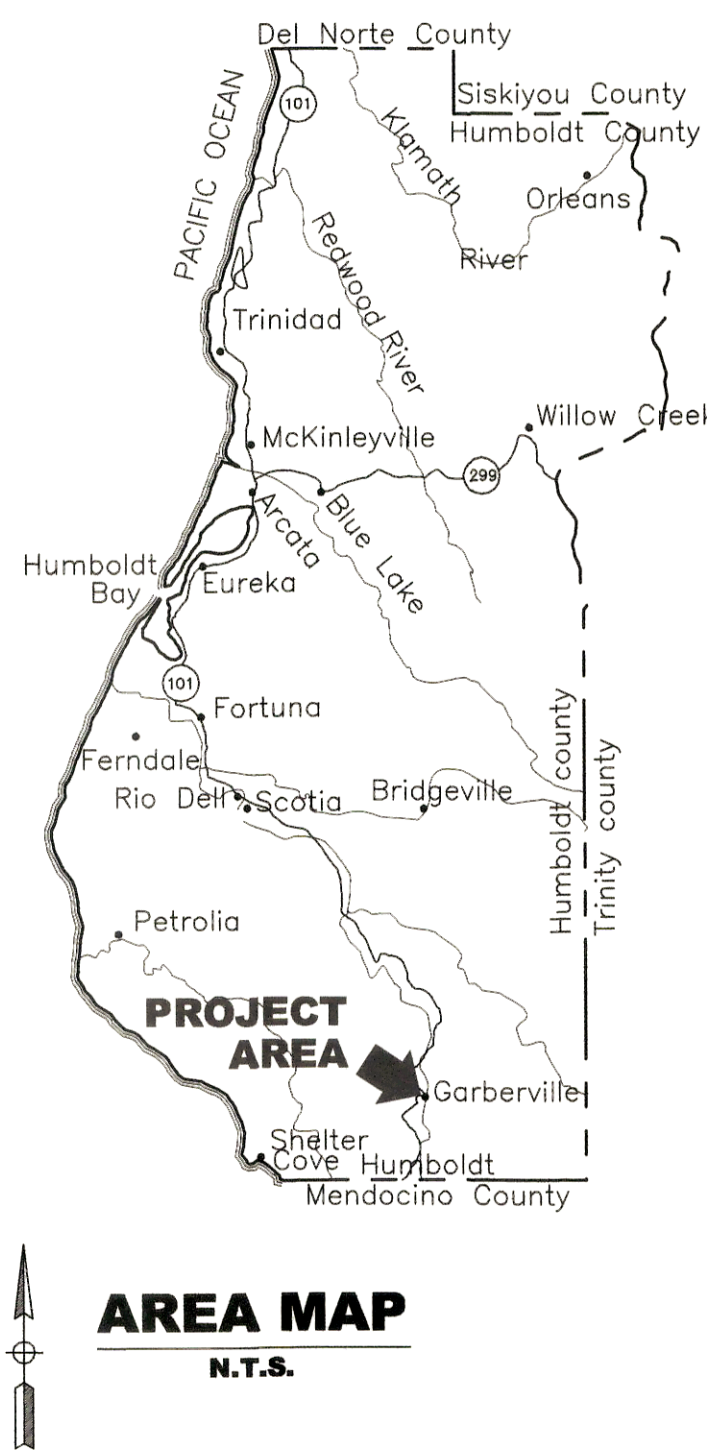 Del Norte County
101
Siskiyou County
Humboldt County
PACIFIC OCEAN
Klamath
River
Orleans
Redwood River
Trinidad
Willow Creek
McKinleyville
299
Arcata
Blue Lake
Humboldt
Bay
Eureka
101
Fortuna
Ferndale
Rio Dell
Scotia
Bridgeville
Humboldt county
Trinity county
Petrolia
PROJECT
AREA
Garberville
Shelter
Cove
Humboldt
Mendocino County
AREA MAP
N.T.S.